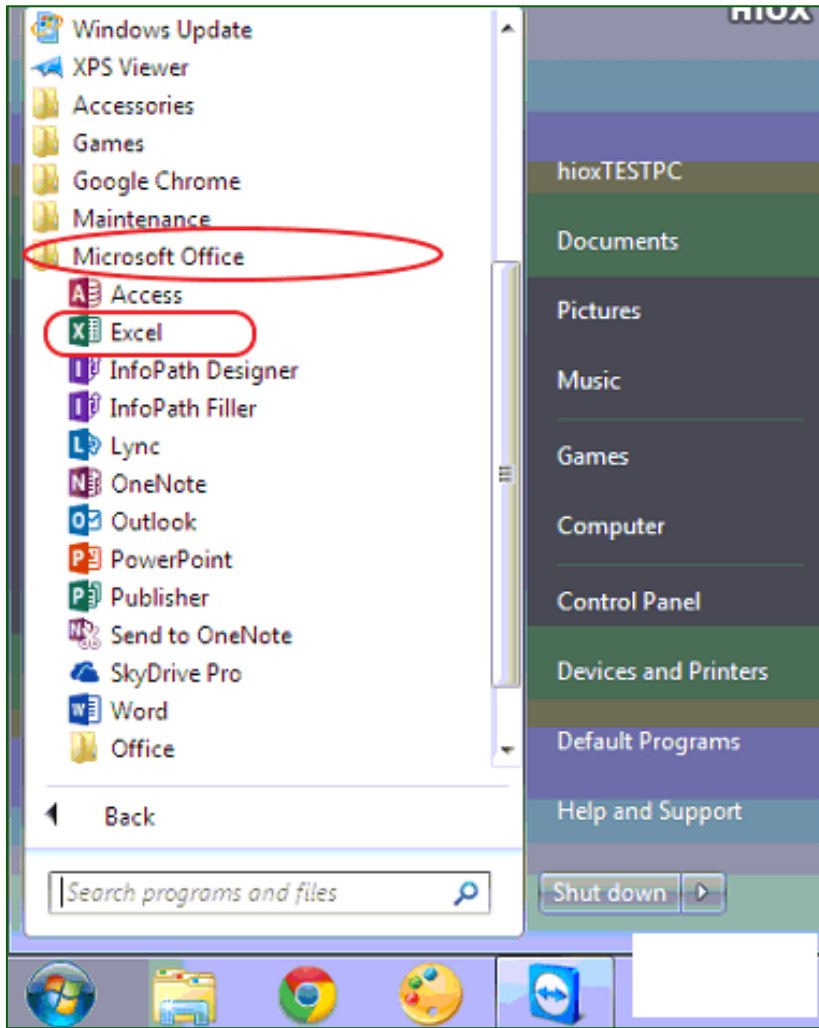 Windows Update
XPS Viewer
Accessories
Games
Google Chrome
Maintenance
Microsoft Office
Access
Excel
InfoPath Designer
InfoPath Filler
Lync
OneNote
Outlook
PowerPoint
Publisher
Send to OneNote
SkyDrive Pro
Word
Office
Back
Search programs and files
HIOX
hioxTESTPC
Documents
Pictures
Music
Games
Computer
Control Panel
Devices and Printers
Default Programs
Help and Support
Shut down